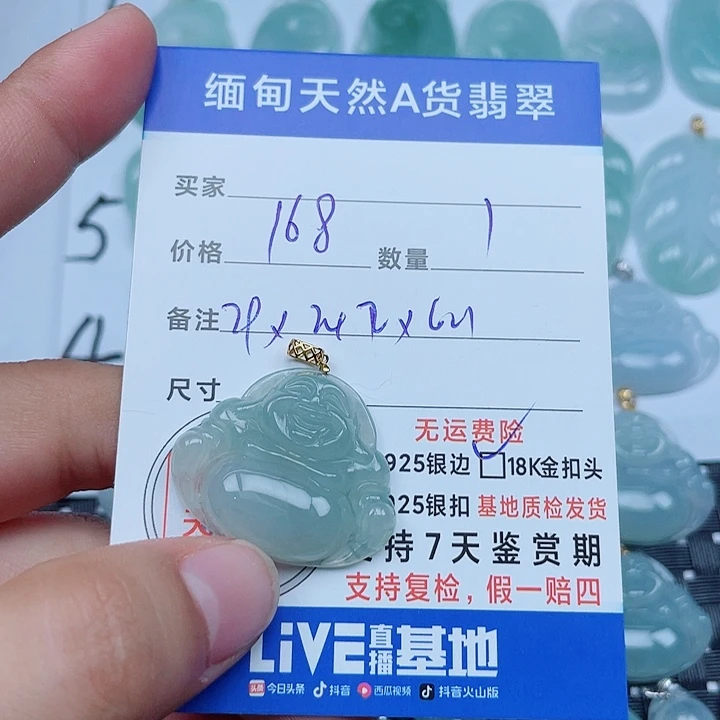 缅甸天然A货翡翠
买家
价格 168 数量 1
备注
尺寸
无运费险
925银边 18K金扣头
925银扣 基地质检发货
持7天鉴赏期
支持复检，假一赔四
LiVE直播基地
头条 今日头条 抖音 西瓜视频 抖音火山版
5
4